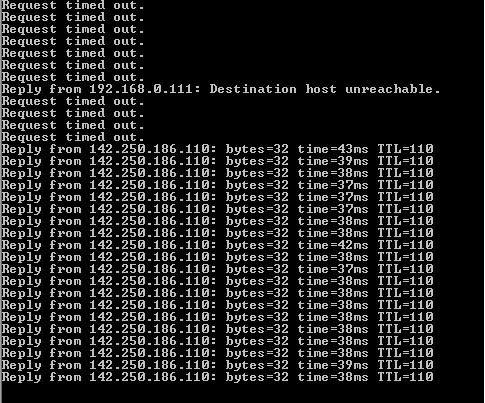 Request timed out.
Request timed out.
Request timed out.
Request timed out.
Request timed out.
Request timed out.
Request timed out.
Reply from 192.168.0.111: Destination host unreachable.
Request timed out.
Request timed out.
Request timed out.
Request timed out.
Reply from 142.250.186.110: bytes=32 time=43ms TTL=110
Reply from 142.250.186.110: bytes=32 time=39ms TTL=110
Reply from 142.250.186.110: bytes=32 time=38ms TTL=110
Reply from 142.250.186.110: bytes=32 time=37ms TTL=110
Reply from 142.250.186.110: bytes=32 time=37ms TTL=110
Reply from 142.250.186.110: bytes=32 time=37ms TTL=110
Reply from 142.250.186.110: bytes=32 time=38ms TTL=110
Reply from 142.250.186.110: bytes=32 time=38ms TTL=110
Reply from 142.250.186.110: bytes=32 time=42ms TTL=110
Reply from 142.250.186.110: bytes=32 time=38ms TTL=110
Reply from 142.250.186.110: bytes=32 time=37ms TTL=110
Reply from 142.250.186.110: bytes=32 time=38ms TTL=110
Reply from 142.250.186.110: bytes=32 time=38ms TTL=110
Reply from 142.250.186.110: bytes=32 time=38ms TTL=110
Reply from 142.250.186.110: bytes=32 time=38ms TTL=110
Reply from 142.250.186.110: bytes=32 time=38ms TTL=110
Reply from 142.250.186.110: bytes=32 time=38ms TTL=110
Reply from 142.250.186.110: bytes=32 time=38ms TTL=110
Reply from 142.250.186.110: bytes=32 time=39ms TTL=110
Reply from 142.250.186.110: bytes=32 time=38ms TTL=110